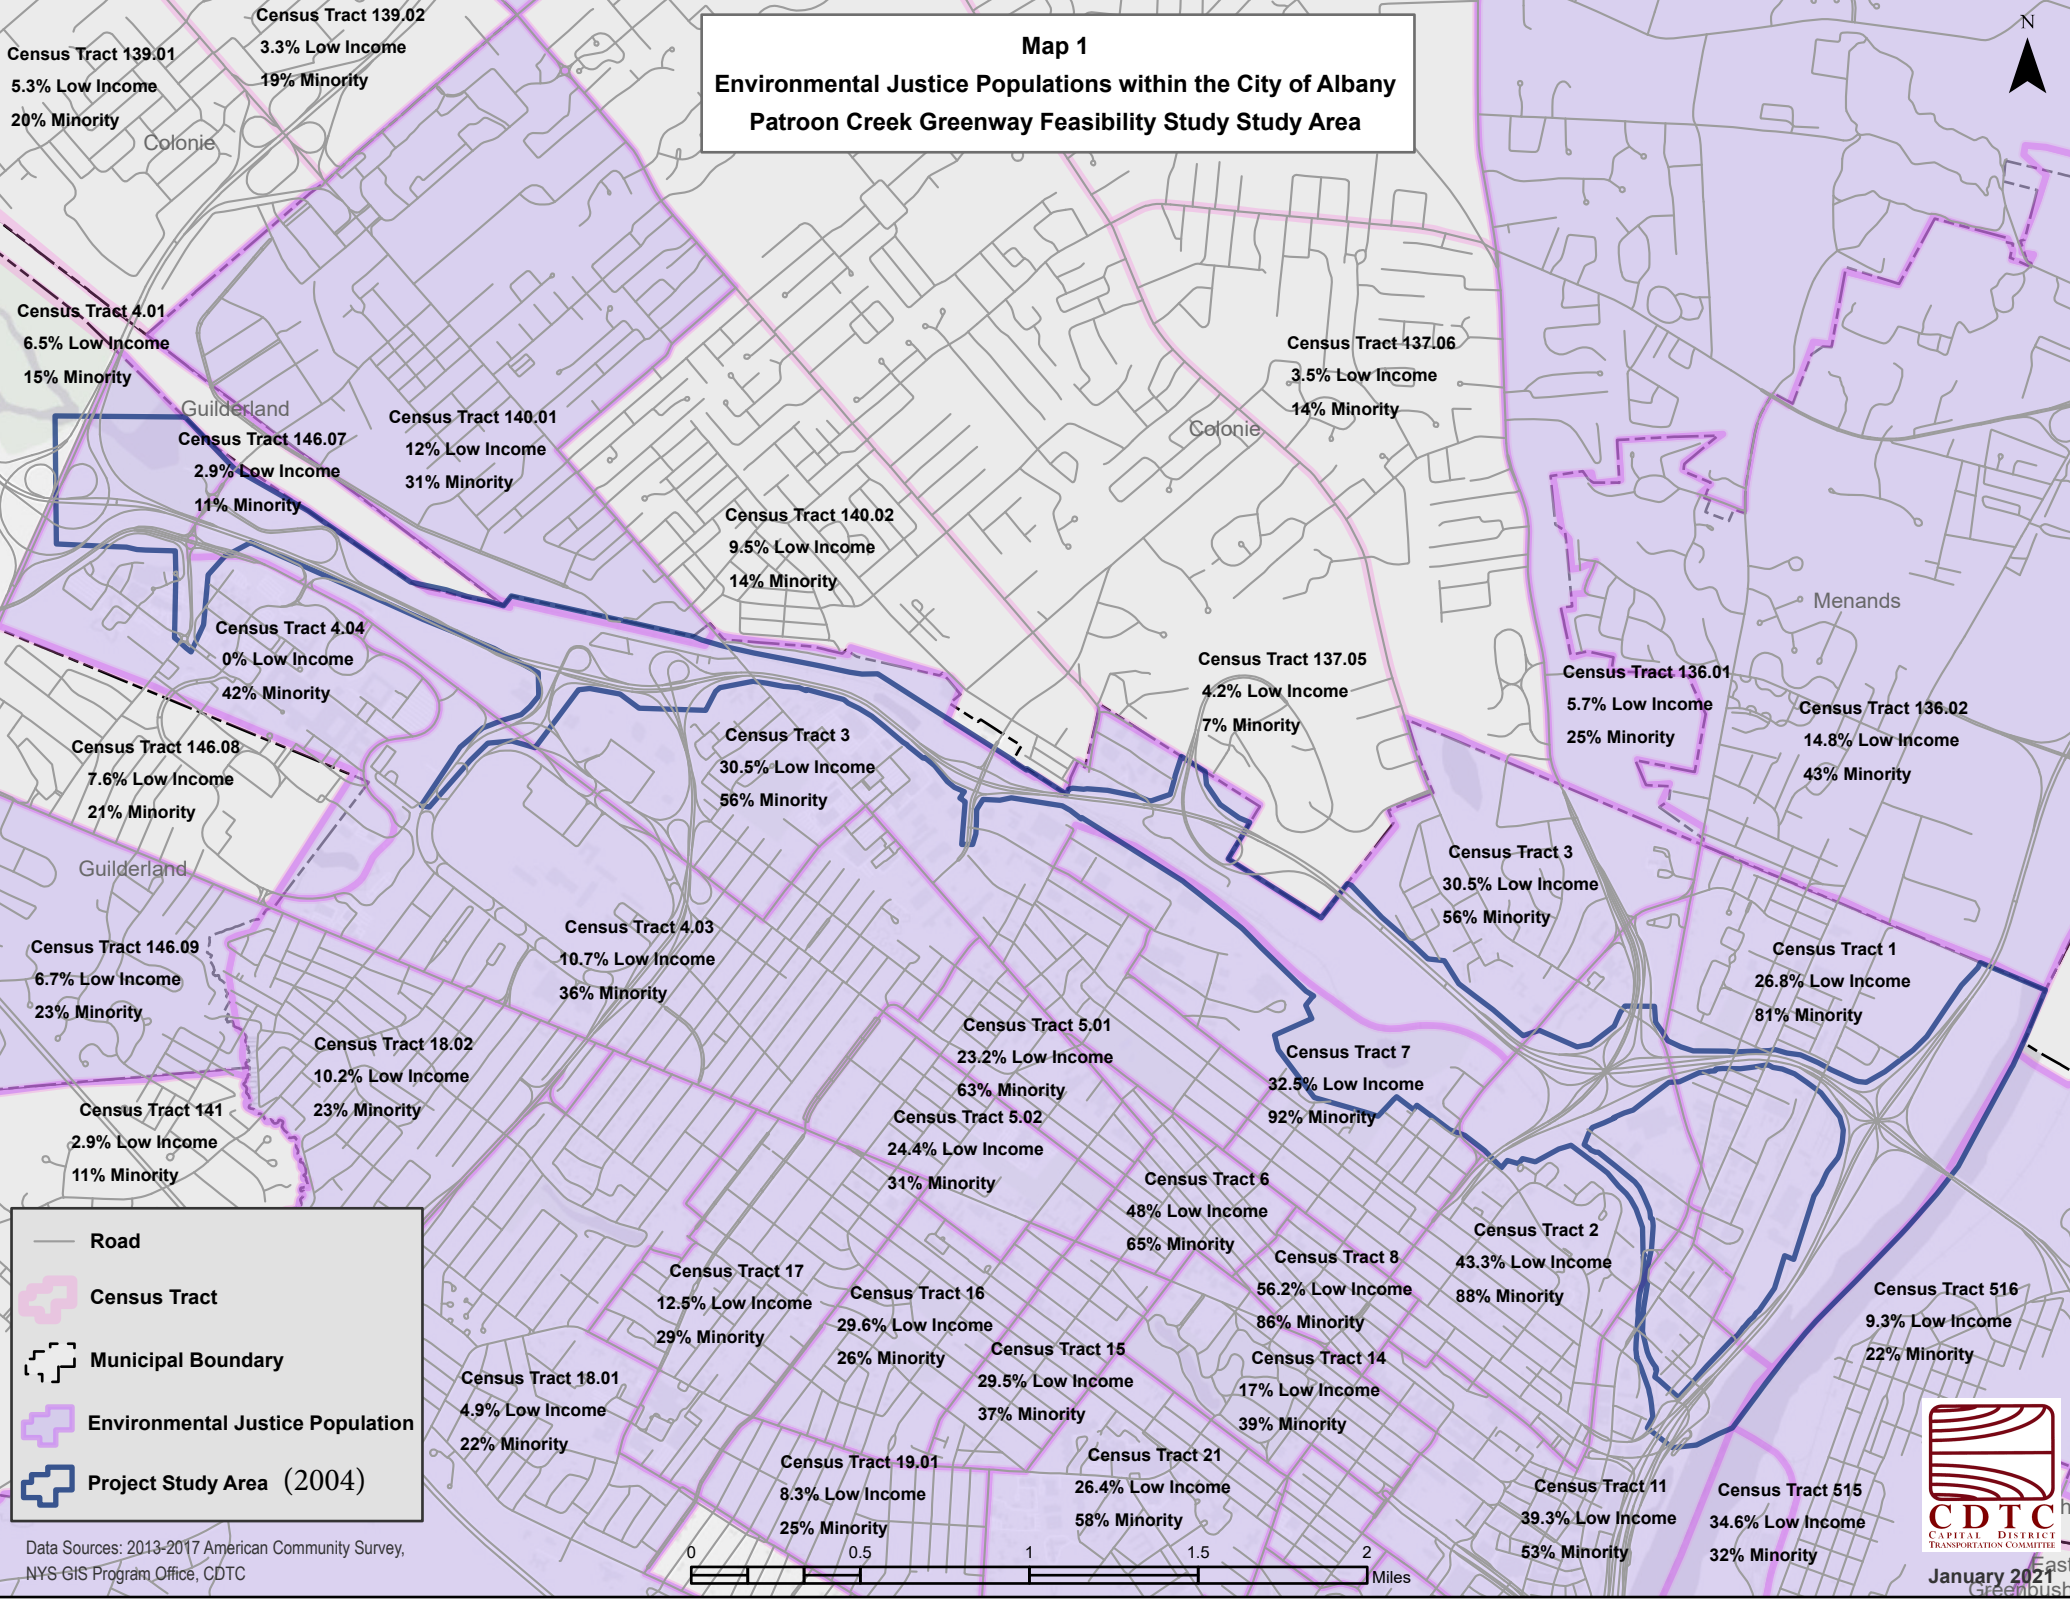 Map 1
Environmental Justice Populations within the City of Albany
Patroon Creek Greenway Feasibility Study Study Area
N
Census Tract 139.02
3.3% Low Income
19% Minority
Census Tract 139.01
5.3% Low Income
20% Minority
Colonie
Census Tract 4.01
6.5% Low Income
15% Minority
Guilderland
Census Tract 146.07
2.9% Low Income
11% Minority
Census Tract 140.01
12% Low Income
31% Minority
Census Tract 137.06
3.5% Low Income
14% Minority
Colonie
Census Tract 140.02
9.5% Low Income
14% Minority
Menands
Census Tract 4.04
0% Low Income
42% Minority
Census Tract 137.05
4.2% Low Income
7% Minority
Census Tract 136.01
5.7% Low Income
25% Minority
Census Tract 136.02
14.8% Low Income
43% Minority
Census Tract 146.08
7.6% Low Income
21% Minority
Census Tract 3
30.5% Low Income
56% Minority
Guilderland
Census Tract 3
30.5% Low Income
56% Minority
Census Tract 4.03
10.7% Low Income
36% Minority
Census Tract 146.09
6.7% Low Income
23% Minority
Census Tract 1
26.8% Low Income
81% Minority
Census Tract 18.02
10.2% Low Income
23% Minority
Census Tract 5.01
23.2% Low Income
63% Minority
Census Tract 7
32.5% Low Income
92% Minority
Census Tract 141
2.9% Low Income
11% Minority
Census Tract 5.02
24.4% Low Income
31% Minority
Census Tract 6
48% Low Income
65% Minority
Census Tract 2
43.3% Low Income
88% Minority
Census Tract 8
56.2% Low Income
86% Minority
Census Tract 17
12.5% Low Income
29% Minority
Census Tract 16
29.6% Low Income
26% Minority
Census Tract 516
9.3% Low Income
22% Minority
Census Tract 15
29.5% Low Income
37% Minority
Census Tract 14
17% Low Income
39% Minority
Census Tract 18.01
4.9% Low Income
22% Minority
Census Tract 19.01
8.3% Low Income
25% Minority
Census Tract 21
26.4% Low Income
58% Minority
Census Tract 11
39.3% Low Income
53% Minority
Census Tract 515
34.6% Low Income
32% Minority
Road
Census Tract
Municipal Boundary
Environmental Justice Population
Project Study Area (2004)
Data Sources: 2013-2017 American Community Survey,
NYS GIS Program Office, CDTC
0 0.5 1 1.5 2
Miles
CDTC
CAPITAL DISTRICT
TRANSPORTATION COMMITTEE
January 2021
East
Greenbush